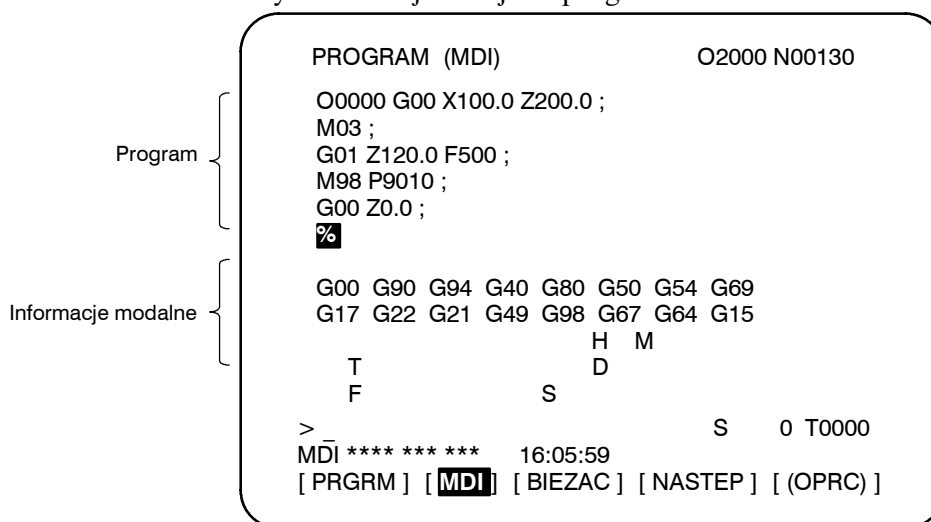 PROGRAM (MDI) O2000 N00130
O0000 G00 X100.0 Z200.0 ;
M03 ;
Program
G01 Z120.0 F500 ;
M98 P9010 ;
G00 Z0.0 ;
%
G00 G90 G94 G40 G80 G50 G54 G69
Informacje modalne
G17 G22 G21 G49 G98 G67 G64 G15
H M
T D
F S
> _ S 0 T0000
MDI **** *** *** 16:05:59
[ PRGRM ] [ MDI ] [ BIEZAC ] [ NASTEP ] [ (OPRC) ]